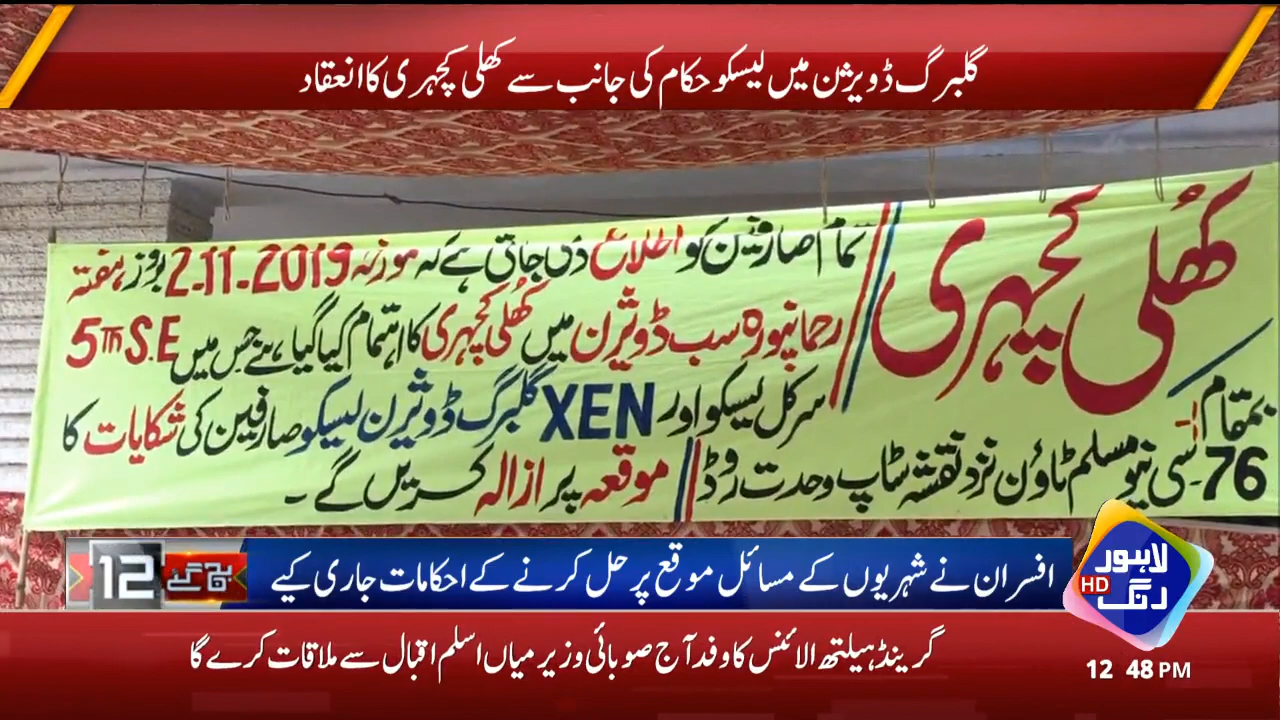 گلبرگ ڈویژن میں لیسکو حکام کی جانب سے کھلی کچہری کا انعقاد
کھُلی کچہری
بمقام:
76-سی نیو مسلم ٹاؤن نزد نقشہ سٹاپ وحدت روڈ
تمام صارفین کو اطلاع دی جاتی ہے کہ مورخہ 2-11-2019 بروز ہفتہ
رحمانپورہ سب ڈویژن میں کھُلی کچہری کا اہتمام کیا گیا ہے جس میں 5TH S.E
سرکل لیسکو اور XEN گلبرگ ڈویژن لیسکو صارفین کی شکایات کا
موقعہ پر ازالہ کریں گے۔
12 بج گئے
افسران نے شہریوں کے مسائل موقع پر حل کرنے کے احکامات جاری کیے
لاہور
رنگ
HD
گرینڈ ہیلتھ الائنس کا وفد آج صوبائی وزیر میاں اسلم اقبال سے ملاقات کرے گا
12 48 PM